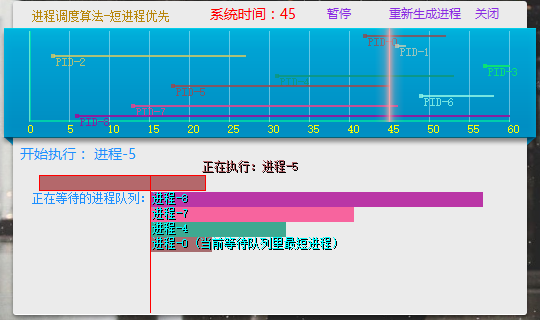 进程调度算法-短进程优先
系统时间：45
暂停
重新生成进程
关闭
PID-0
PID-1
PID-2
PID-3
PID-5
PID-6
PID-7
PID-8
0 5 10 15 20 25 30 35 40 45 50 55 60
开始执行： 进程-5
正在执行：进程-5
正在等待的进程队列：进程-8
进程-7
进程-4
进程-0（当前等待队列里最短进程）